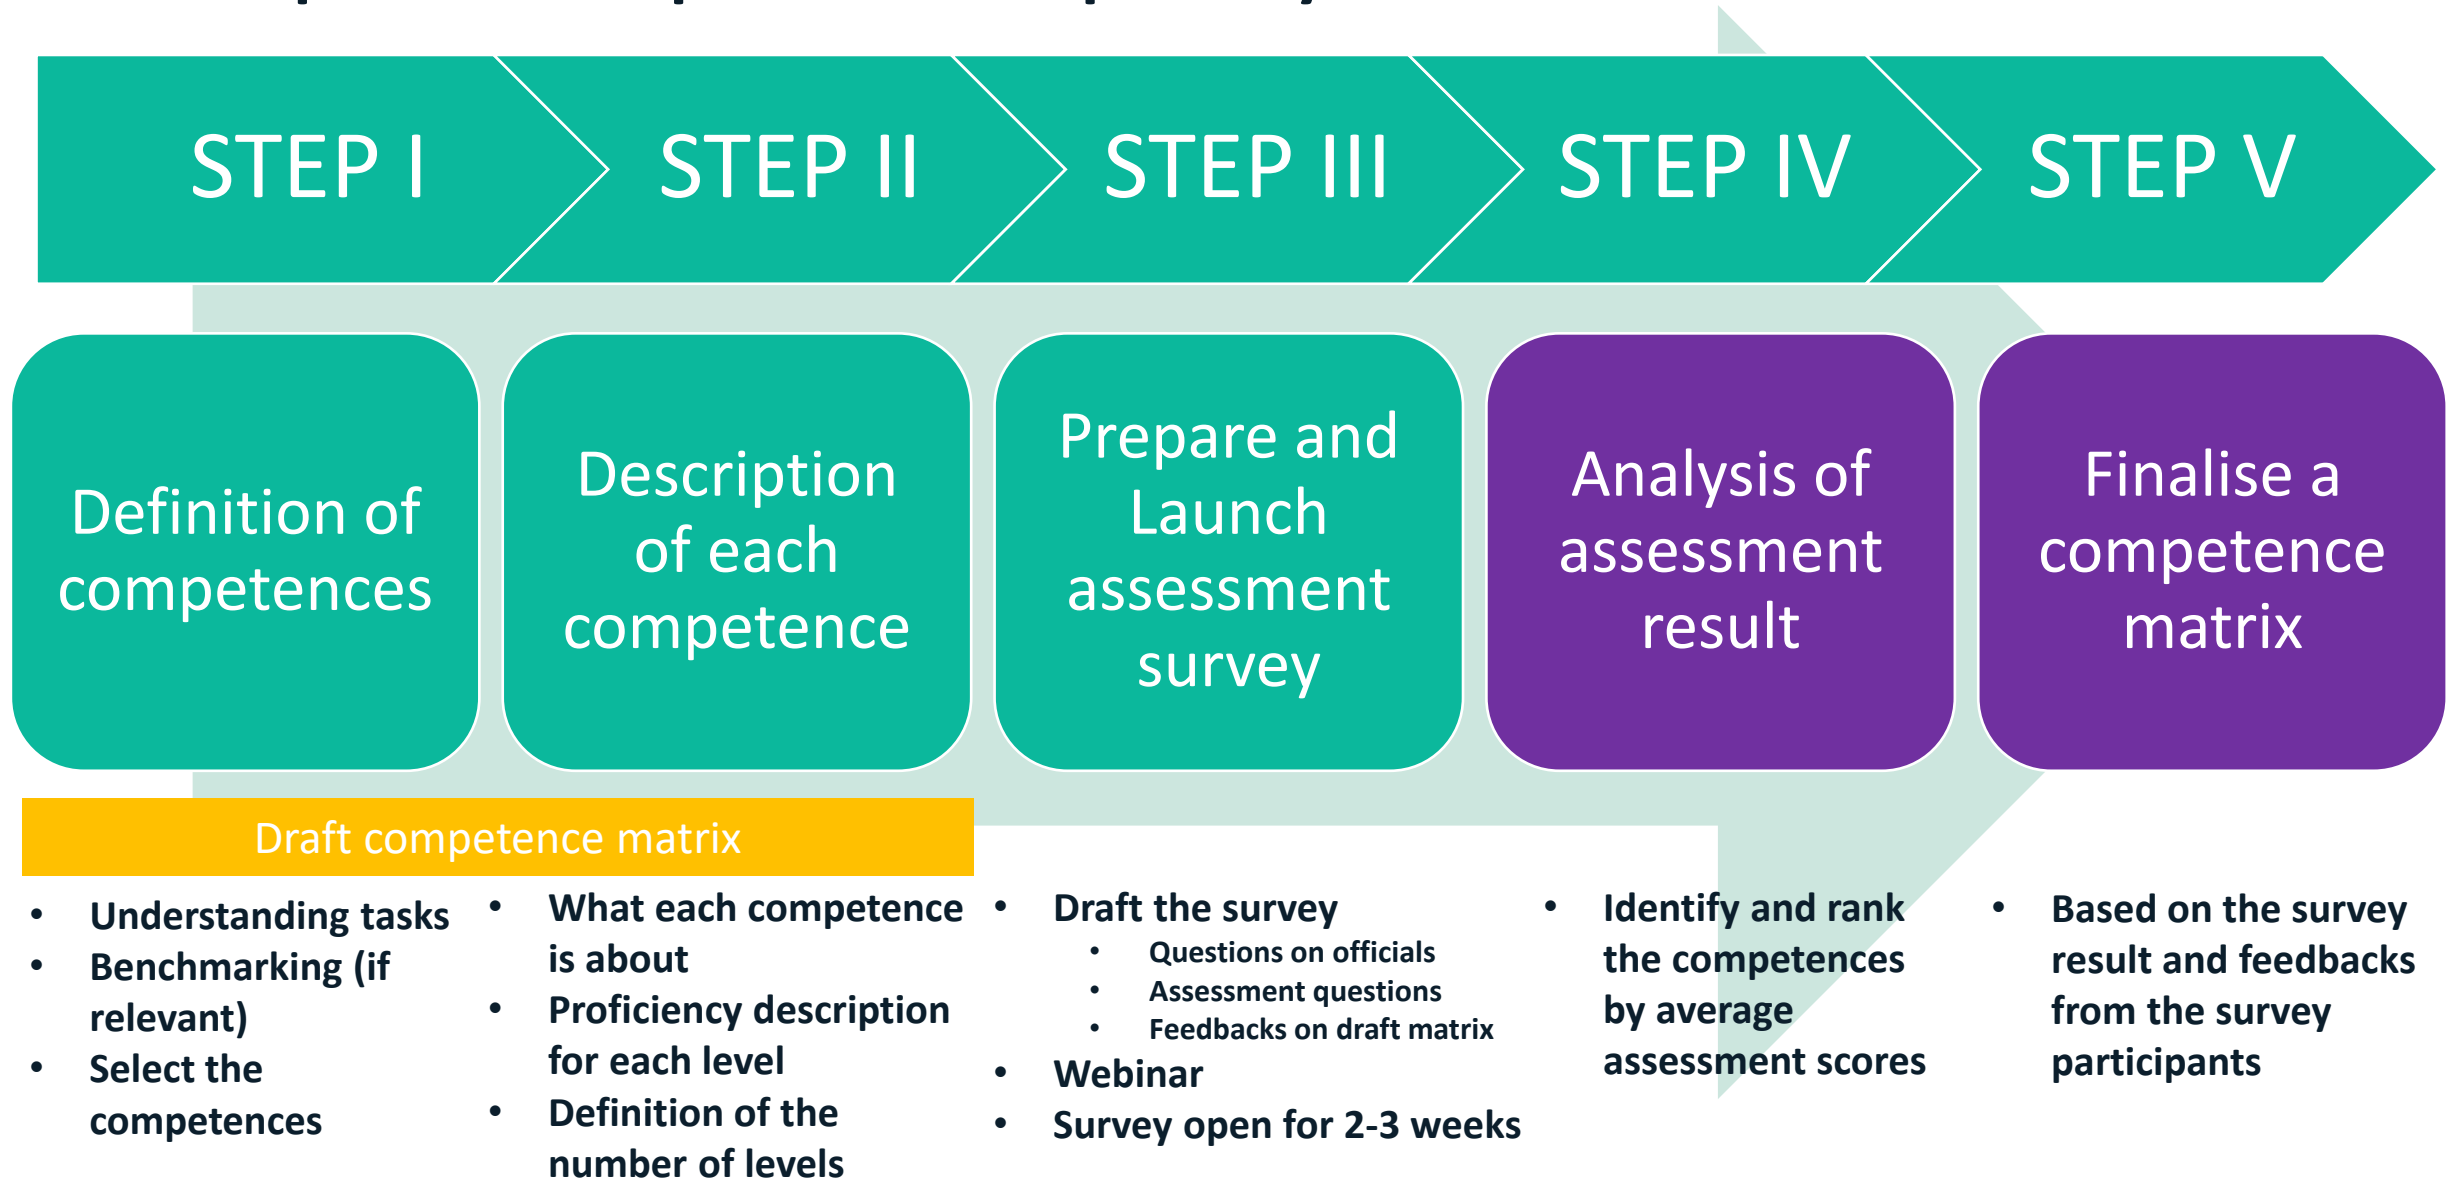 STEP I
STEP II
STEP III
STEP IV
STEP V
Definition of
competences
Description
of each
competence
Prepare and
Launch
assessment
survey
Analysis of
assessment
result
Finalise a
competence
matrix
Draft competence matrix
• Understanding tasks
• Benchmarking (if
relevant)
• Select the
competences
• What each competence
is about
• Proficiency description
for each level
• Definition of the
number of levels
• Draft the survey
• Questions on officials
• Assessment questions
• Feedbacks on draft matrix
• Webinar
• Survey open for 2-3 weeks
• Identify and rank
the competences
by average
assessment scores
• Based on the survey
result and feedbacks
from the survey
participants